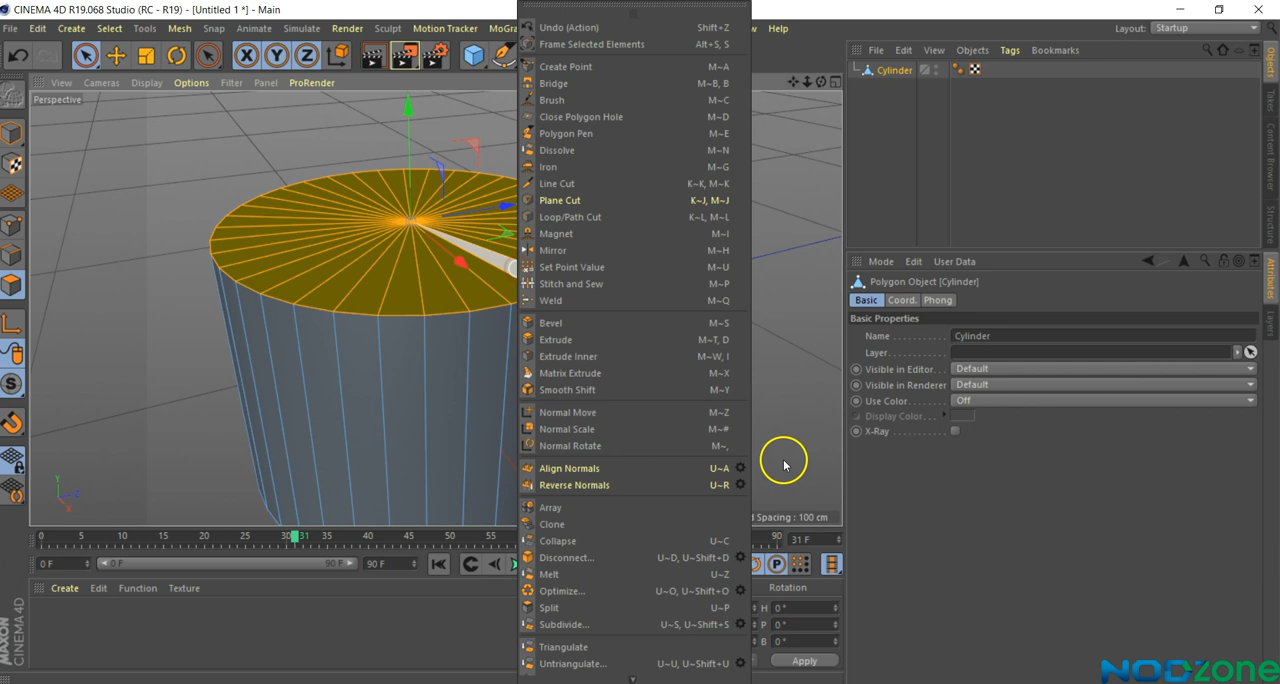 CINEMA 4D R19.068 Studio (RC - R19) - [Untitled 1 *] - Main
File Edit Create Select Tools Mesh Snap Animate Simulate Render Sculpt Motion Tracker MoGra Help Layout: Startup
X Y Z
File Edit View Objects Tags Bookmarks
Cylinder
View Cameras Display Options Filter Panel ProRender
Perspective
Undo (Action) Shift+Z
Frame Selected Elements Alt+S, S
Create Point M~A
Bridge M~B, B
Brush M~C
Close Polygon Hole M~D
Polygon Pen M~E
Dissolve M~N
Iron M~G
Line Cut K~K, M~K
Plane Cut K~J, M~J
Loop/Path Cut K~L, M~L
Magnet M~I
Mirror M~H
Set Point Value M~U
Stitch and Sew M~P
Weld M~Q
Bevel M~S
Extrude M~T, D
Extrude Inner M~W, I
Matrix Extrude M~X
Smooth Shift M~Y
Normal Move M~Z
Normal Scale M~#
Normal Rotate M~,
Align Normals U~A
Reverse Normals U~R
Array
Clone
Collapse U~C
Disconnect... U~D, U~Shift+D
Melt U~Z
Optimize... U~O, U~Shift+O
Split U~P
Subdivide... U~S, U~Shift+S
Triangulate
Untriangulate... U~U, U~Shift+U
Objects
Takes
Content Browser
Structure
Attributes
Layers
Mode Edit User Data
Polygon Object [Cylinder]
Basic Coord. Phong
Basic Properties
Name Cylinder
Layer
Visible in Editor Default
Visible in Renderer Default
Use Color Off
Display Color
X-Ray
Y
Z
X
d Spacing : 100 cm
0 5 10 15 20 25 30 31 35 40 45 50 55 90 31 F
0 F 0 F 90 F 90 F
P
Create Edit Function Texture
Rotation
H 0 °
P 0 °
B 0 °
Apply
MAXON
CINEMA 4D
NODZone